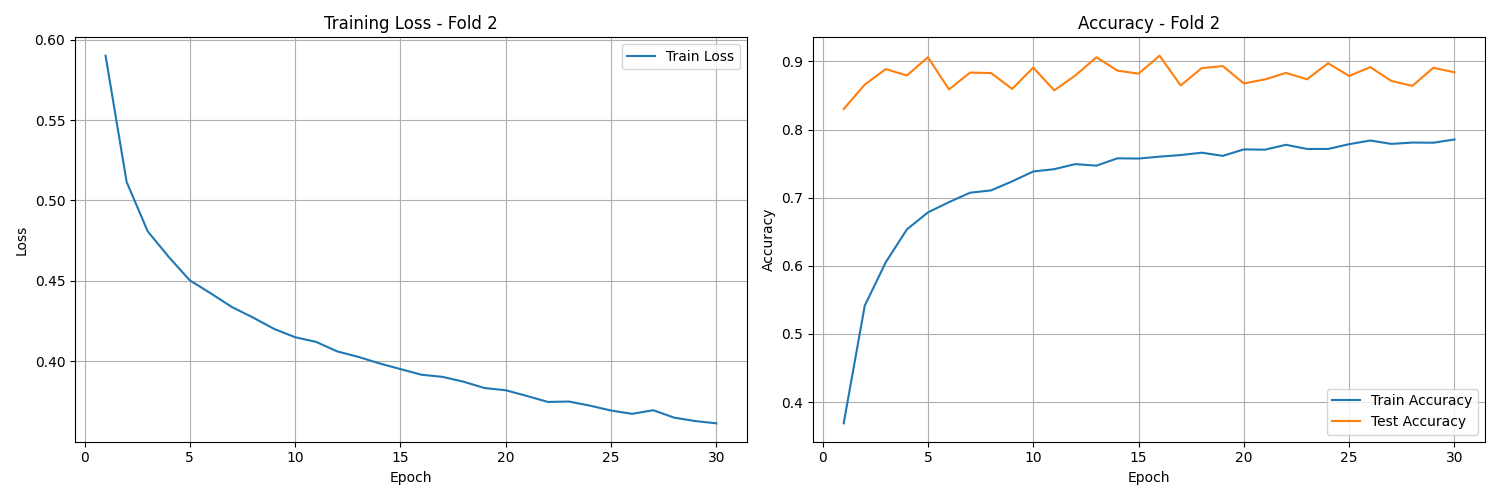 Training Loss - Fold 2
0.60
0.55
0.50
0.45
0.40
Loss
0
5
10
15
20
25
30
Epoch
Train Loss
Accuracy - Fold 2
0.9
0.8
0.7
0.6
0.5
0.4
Accuracy
0
5
10
15
20
25
30
Epoch
Train Accuracy
Test Accuracy